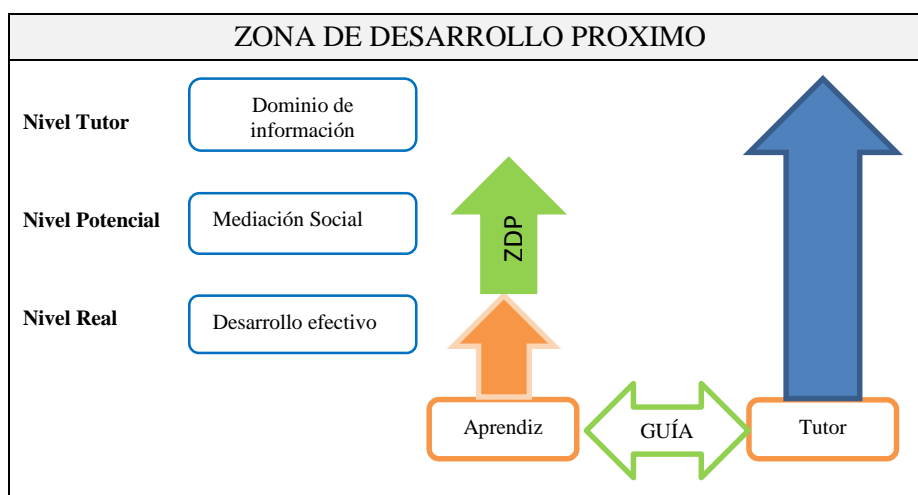 ZONA DE DESARROLLO PROXIMO
Nivel Tutor
Dominio de
información
Nivel Potencial
Mediación Social
ZDP
Nivel Real
Desarrollo efectivo
Aprendiz
GUÍA
Tutor